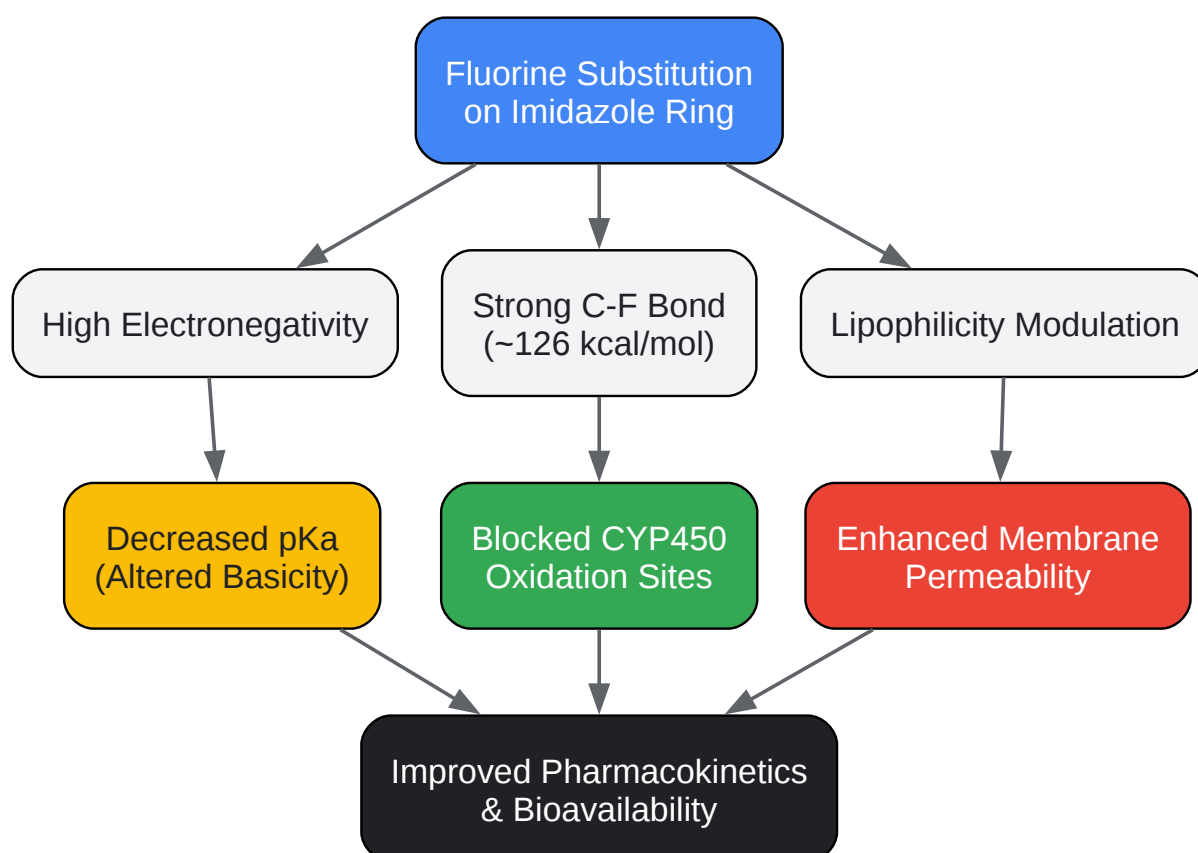 Fluorine Substitution
on Imidazole Ring
High Electronegativity
Strong C-F Bond
(~126 kcal/mol)
Lipophilicity Modulation
Decreased pKa
(Altered Basicity)
Blocked CYP450
Oxidation Sites
Enhanced Membrane
Permeability
Improved Pharmacokinetics
& Bioavailability